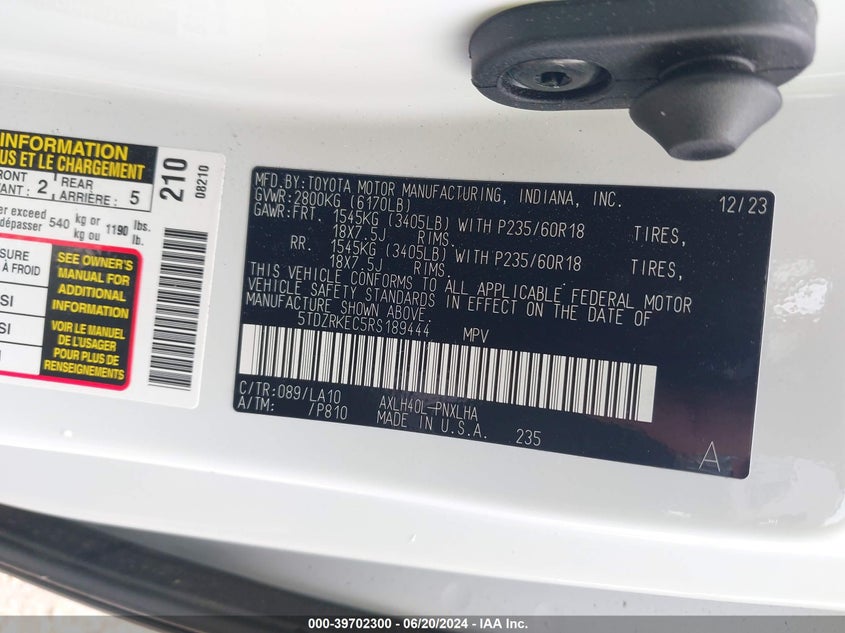 INFORMATION
US ET LE CHARGEMENT
FRONT
ANT : 2
REAR
ARRIÈRE : 5
210
08210
exceed
dépasser 540 kg or
kg ou 1190 lbs.
lb.
SURE
À FROID
SI
SI
SEE OWNER'S
MANUAL FOR
ADDITIONAL
INFORMATION
VOIR LE MANUEL
DE L'USAGER
POUR PLUS DE
RENSEIGNEMENTS
MFD.BY:TOYOTA MOTOR MANUFACTURING, INDIANA, INC. 12/23
GVWR:2800KG (6170LB)
GAWR:FRT. 1545KG (3405LB) WITH P235/60R18 TIRES,
18X7.5J RIMS.
RR. 1545KG (3405LB) WITH P235/60R18 TIRES,
18X7.5J RIMS.
THIS VEHICLE CONFORMS TO ALL APPLICABLE FEDERAL MOTOR
VEHICLE SAFETY STANDARDS IN EFFECT ON THE DATE OF
MANUFACTURE SHOWN ABOVE.
5TDZRKEC5RS189444 MPV
C/TR:089/LA10 AXLH40L-PNXLHA
A/TM: /P810 MADE IN U.S.A. 235
A
000-39702300 - 06/20/2024 - IAA Inc.